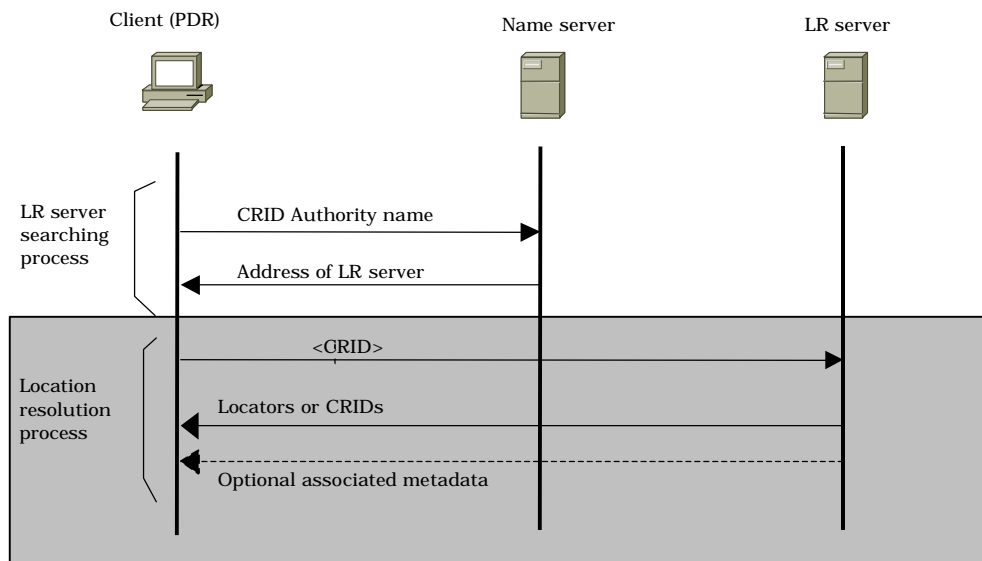 Client (PDR)
Name server
LR server
LR server
searching
process
CRID Authority name
Address of LR server
<CRID>
Location
resolution
process
Locators or CRIDs
Optional associated metadata